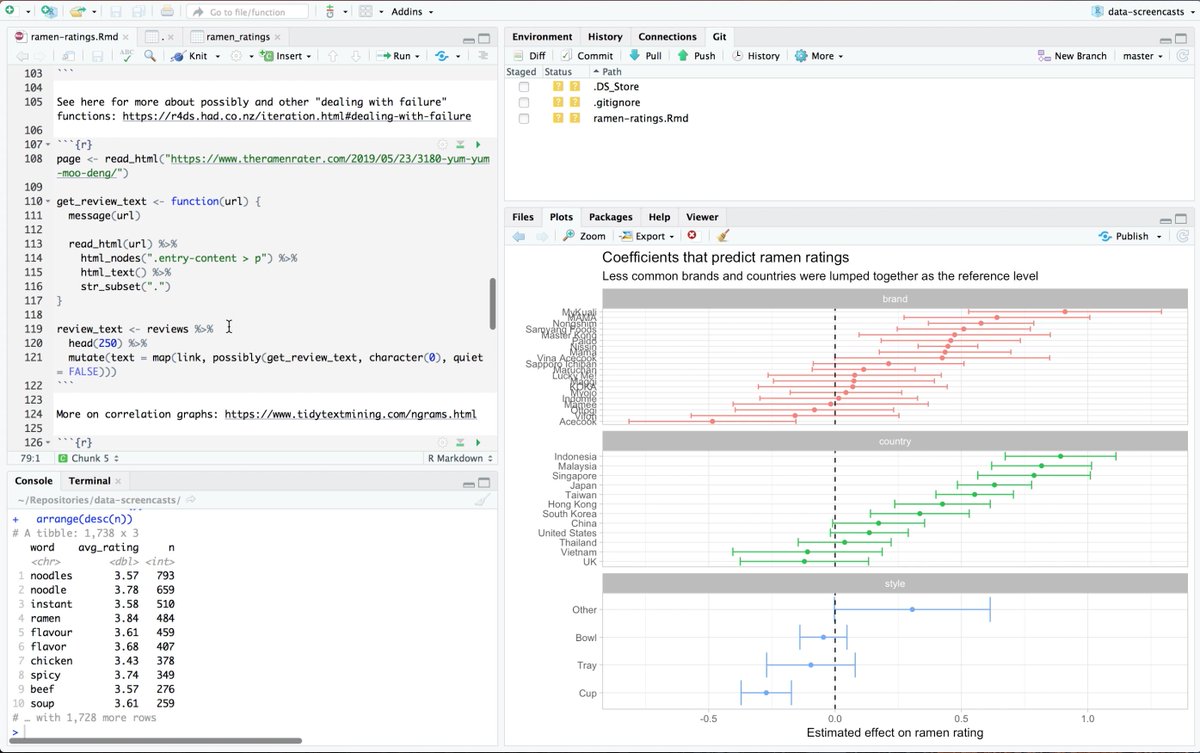 Go to file/function
Addins
data-screencasts
ramen-ratings.Rmd
.
ramen_ratings
ABC
Knit
Insert
Run
103 ```
104
105 See here for more about possibly and other "dealing with failure"
functions: https://r4ds.had.co.nz/iteration.html#dealing-with-failure
106
107 ```{r}
108 page <- read_html("https://www.theramenrater.com/2019/05/23/3180-yum-yum
-moo-deng/")
109
110 get_review_text <- function(url) {
111 message(url)
112
113 read_html(url) %>%
114 html_nodes(".entry-content > p") %>%
115 html_text() %>%
116 str_subset(".")
117 }
118
119 review_text <- reviews %>%
120 head(250) %>%
121 mutate(text = map(link, possibly(get_review_text, character(0), quiet
= FALSE)))
122 ```
123
124 More on correlation graphs: https://www.tidytextmining.com/ngrams.html
125
126 ```{r}
79:1 Chunk 5 R Markdown
Console Terminal
~/Repositories/data-screencasts/
+ arrange(desc(n))
# A tibble: 1,738 x 3
word avg_rating n
<chr> <dbl> <int>
1 noodles 3.57 793
2 noodle 3.78 659
3 instant 3.58 510
4 ramen 3.84 484
5 flavour 3.61 459
6 flavor 3.68 407
7 chicken 3.43 378
8 spicy 3.74 349
9 beef 3.57 276
10 soup 3.61 259
# … with 1,728 more rows
>
Environment History Connections Git
Diff Commit Pull Push History More New Branch master
Staged Status Path
.DS_Store
.gitignore
ramen-ratings.Rmd
Files Plots Packages Help Viewer
Zoom Export Publish
Coefficients that predict ramen ratings
Less common brands and countries were lumped together as the reference level
brand
MyKuali
MAMA
Nongshim
Samyang Foods
Master Kong
Paldo
Nissin
Mama
Vina Acecook
Sapporo Ichiban
Maruchan
Lucky Me!
Maggi
KOKA
Myojo
Indomie
Mamee
Ottogi
Vifon
Acecook
country
Indonesia
Malaysia
Singapore
Japan
Taiwan
Hong Kong
South Korea
China
United States
Thailand
Vietnam
UK
style
Other
Bowl
Tray
Cup
-0.5 0.0 0.5 1.0
Estimated effect on ramen rating